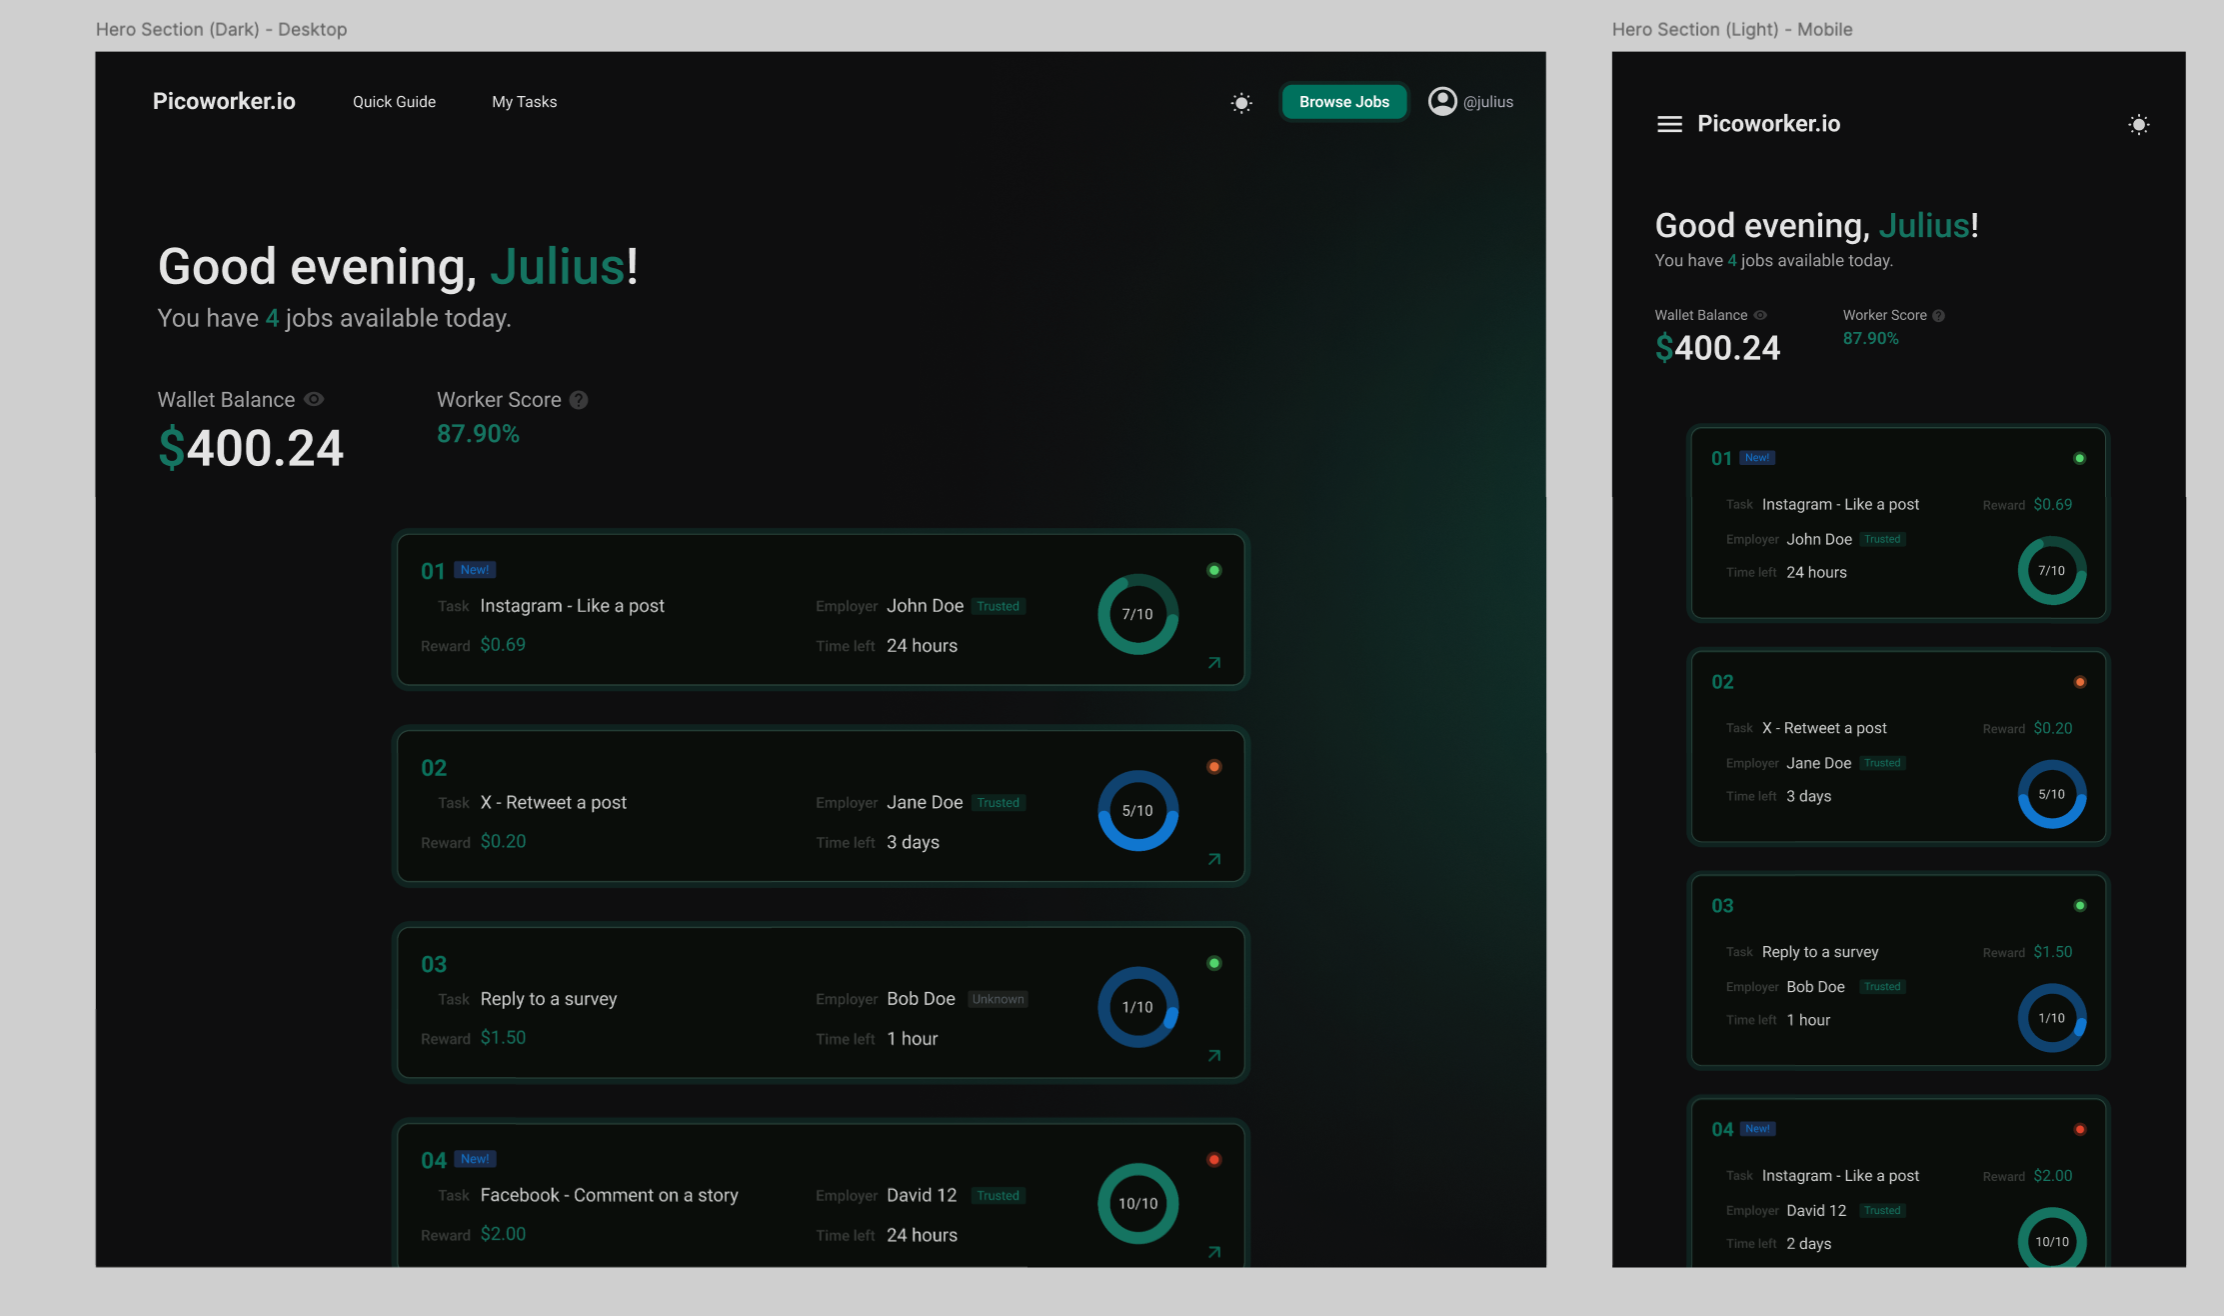 Hero Section (Dark) - Desktop
Picoworker.io Quick Guide My Tasks Browse Jobs @julius
Good evening, Julius!
You have 4 jobs available today.
Wallet Balance Worker Score ?
$400.24 87.90%
01 New!
Task Instagram - Like a post Employer John Doe Trusted
7/10
Reward $0.69 Time left 24 hours
02
Task X - Retweet a post Employer Jane Doe Trusted
5/10
Reward $0.20 Time left 3 days
03
Task Reply to a survey Employer Bob Doe Unknown
1/10
Reward $1.50 Time left 1 hour
04 New!
Task Facebook - Comment on a story Employer David 12 Trusted
10/10
Reward $2.00 Time left 24 hours
Hero Section (Light) - Mobile
Picoworker.io
Good evening, Julius!
You have 4 jobs available today.
Wallet Balance Worker Score ?
$400.24 87.90%
01 New!
Task Instagram - Like a post Reward $0.69
Employer John Doe Trusted
Time left 24 hours 7/10
02
Task X - Retweet a post Reward $0.20
Employer Jane Doe Trusted
Time left 3 days 5/10
03
Task Reply to a survey Reward $1.50
Employer Bob Doe Trusted
Time left 1 hour 1/10
04 New!
Task Instagram - Like a post Reward $2.00
Employer David 12 Trusted
Time left 2 days 10/10